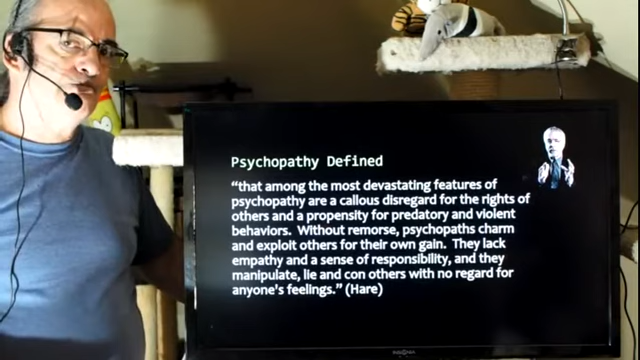 Psychopathy Defined
“that among the most devastating features of
psychopathy are a callous disregard for the rights of
others and a propensity for predatory and violent
behaviors. Without remorse, psychopaths charm
and exploit others for their own gain. They lack
empathy and a sense of responsibility, and they
manipulate, lie and con others with no regard for
anyone's feelings.” (Hare)
INSIGNIA